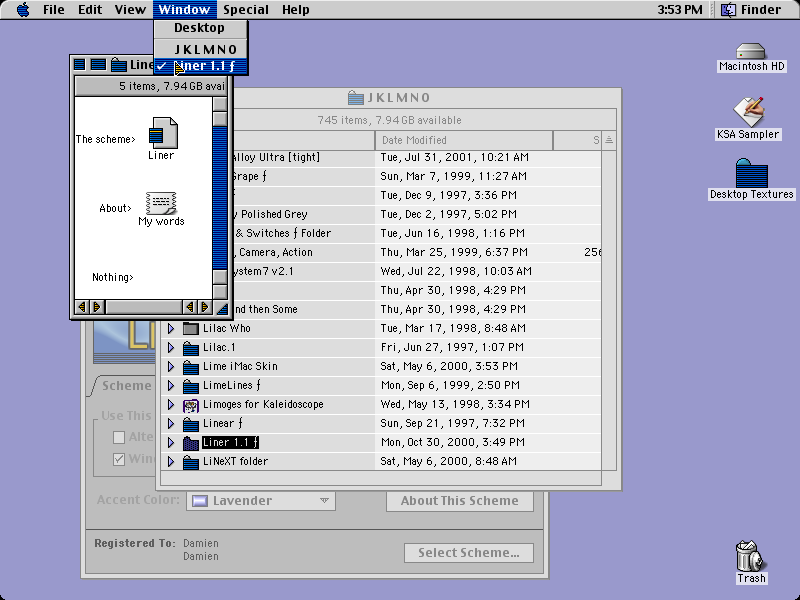 File Edit View Window Special Help 3:53 PM Finder
Desktop
JKLMNO
Liner 1.1 ƒ
Line
5 items, 7.94 GB avai
The scheme>
Liner
About>
My words
Nothing>
JKLMNO
745 items, 7.94 GB available
Date Modified S
Alloy Ultra [tight] Tue, Jul 31, 2001, 10:21 AM
Grape ƒ Sun, Mar 7, 1999, 11:27 AM
Tue, Dec 9, 1997, 3:36 PM
y Polished Grey Tue, Dec 2, 1997, 5:02 PM
& Switches ƒ Folder Tue, Jun 16, 1998, 1:16 PM
, Camera, Action Thu, Mar 25, 1999, 6:37 PM 256
ystem7 v2.1 Wed, Jul 22, 1998, 10:03 AM
Thu, Apr 30, 1998, 4:29 PM
and then Some Thu, Apr 30, 1998, 4:29 PM
Lilac Who Tue, Mar 17, 1998, 8:48 AM
Lilac.1 Fri, Jun 27, 1997, 1:07 PM
Lime iMac Skin Sat, May 6, 2000, 3:53 PM
LimeLines ƒ Mon, Sep 6, 1999, 2:50 PM
Limoges for Kaleidoscope Wed, May 13, 1998, 3:34 PM
Linear ƒ Sun, Sep 21, 1997, 7:32 PM
Liner 1.1 ƒ Mon, Oct 30, 2000, 3:49 PM
LiNeXT folder Sat, May 6, 2000, 8:48 AM
Scheme
Use This
Alte
Win
Accent Color: Lavender About This Scheme
Registered To: Damien
Damien
Select Scheme...
Macintosh HD
KSA Sampler
Desktop Textures
Trash